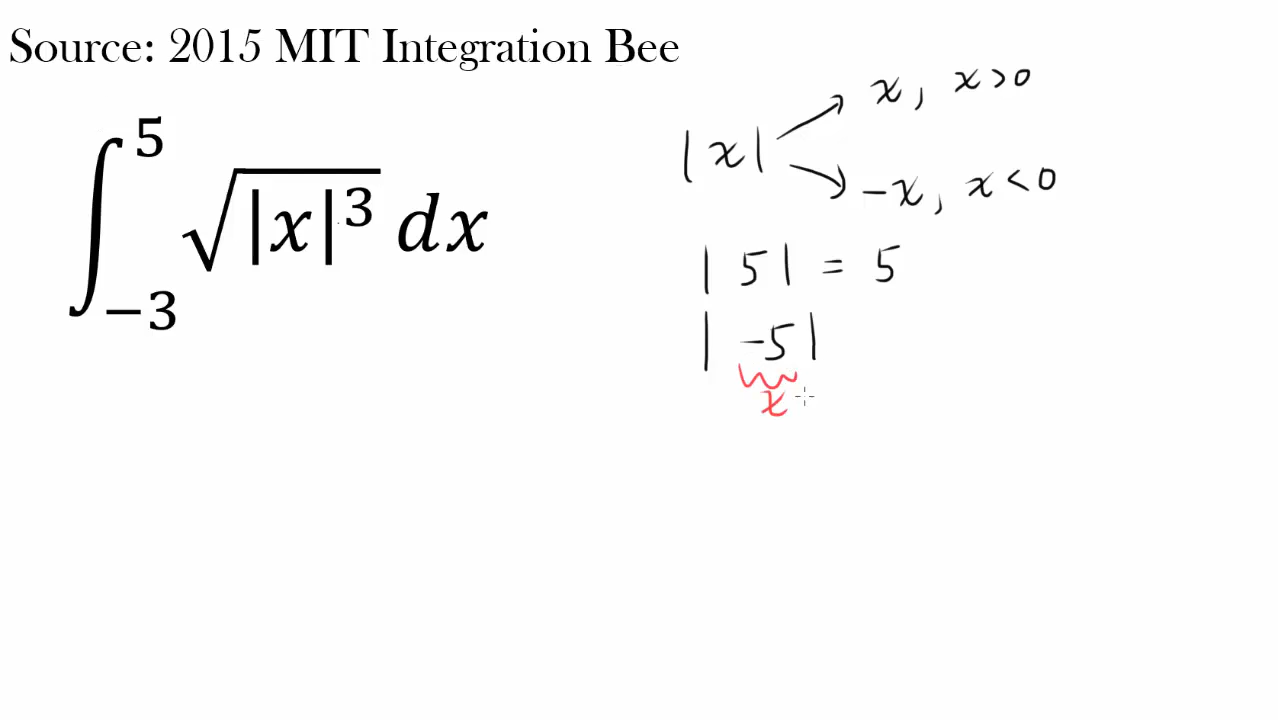 Source: 2015 MIT Integration Bee
∫_{-3}^{5} √(|x|³) dx
|x| → x, x>0
→ -x, x<0
|5| = 5
|-5|
x